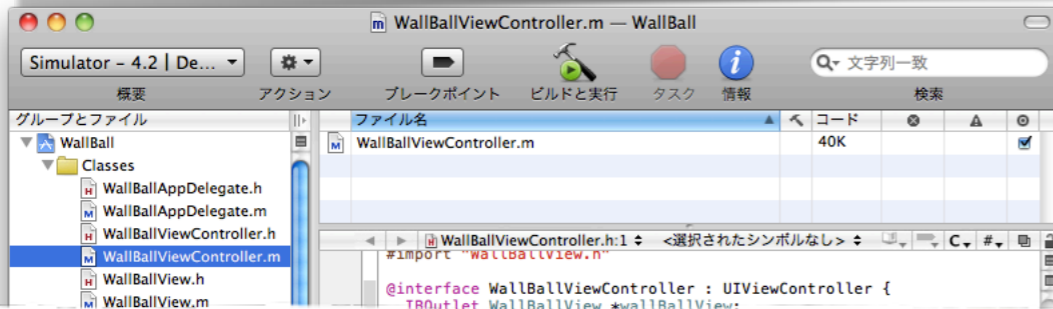 WallBallViewController.m — WallBall
Simulator – 4.2 | De...
概要 アクション ブレークポイント ビルドと実行 タスク 情報 検索
文字列一致
グループとファイル
WallBall
Classes
WallBallAppDelegate.h
WallBallAppDelegate.m
WallBallViewController.h
WallBallViewController.m
WallBallView.h
WallBallView.m
ファイル名 コード
WallBallViewController.m 40K
WallBallViewController.h:1 <選択されたシンボルなし> C #
#import "WallBallView.h"
@interface WallBallViewController : UIViewController {
IBOutlet WallBallView *wallBallView;